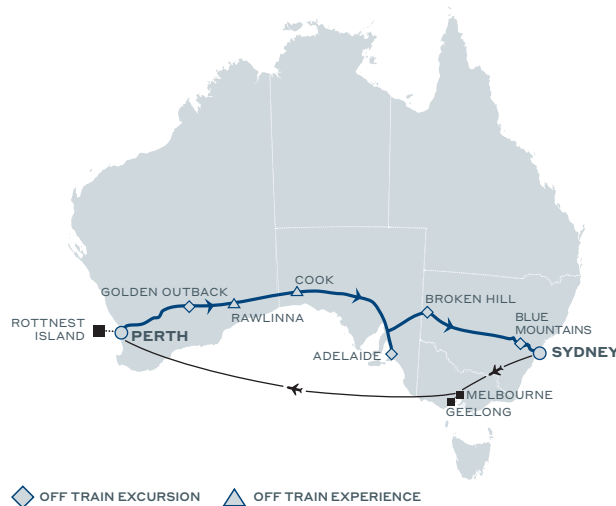 COOK
GOLDEN OUTBACK
BROKEN HILL
RAWLINNA
BLUE
MOUNTAINS
ROTTNEST
ISLAND
PERTH
ADELAIDE
SYDNEY
MELBOURNE
GEELONG
OFF TRAIN EXCURSION
OFF TRAIN EXPERIENCE